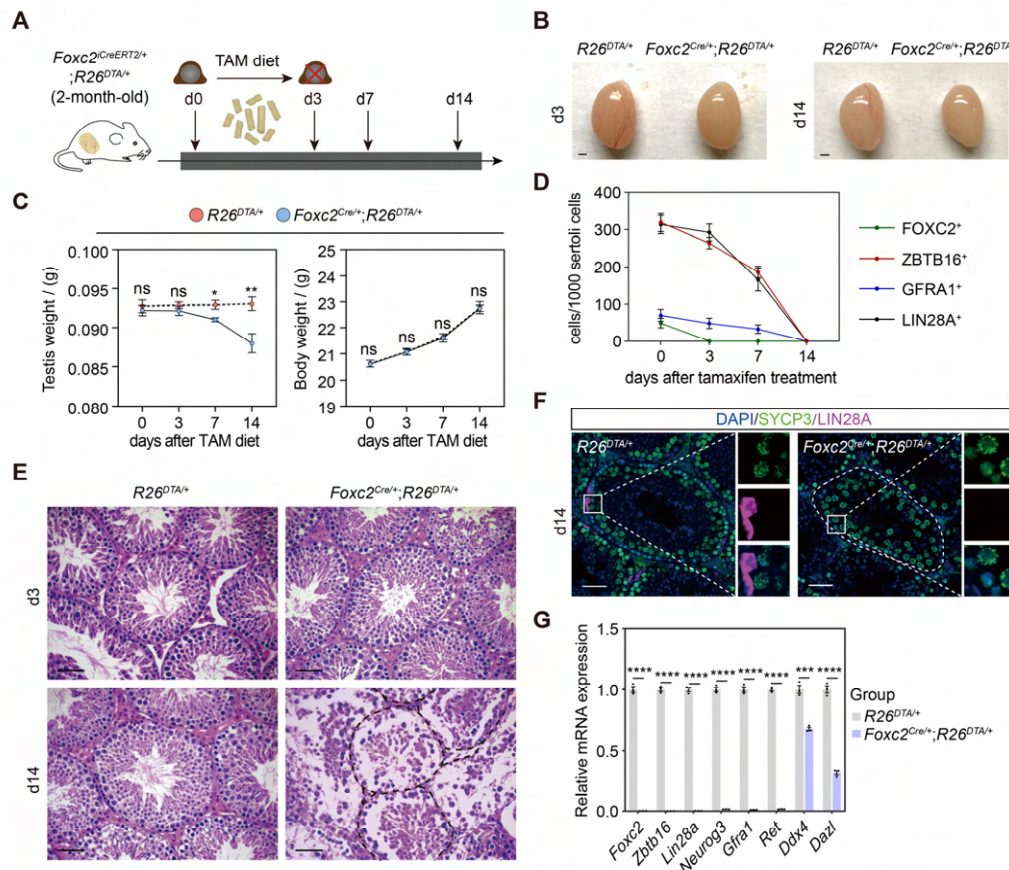 A
Foxc2iCreERT2/+
;R26DTA/+
(2-month-old)
TAM diet
d0
d3
d7
d14
B
R26DTA/+
Foxc2Cre/+;R26DTA/+
R26DTA/+
Foxc2Cre/+;R26DTA
d3
d14
C
R26DTA/+
Foxc2Cre/+;R26DTA/+
Testis weight / (g)
0.100
0.095
0.090
0.085
0.080
ns
ns
*
**
0
3
7
14
days after TAM diet
Body weight / (g)
25
24
23
22
21
20
19
ns
ns
ns
ns
0
3
7
14
days after TAM diet
D
cells/1000 sertoli cells
400
300
200
100
0
0
3
7
14
days after tamaxifen treatment
FOXC2+
ZBTB16+
GFRA1+
LIN28A+
E
R26DTA/+
Foxc2Cre/+;R26DTA/+
d3
d14
F
DAPI/SYCP3/LIN28A
R26DTA/+
Foxc2Cre/+;R26DTA/+
d14
G
Relative mRNA expression
1.5
1.0
0.5
0.0
****
****
****
****
****
****
***
****
Foxc2
Zbtb16
Lin28a
Neurog3
Gfra1
Ret
Ddx4
Dazl
Group
R26DTA/+
Foxc2Cre/+;R26DTA/+